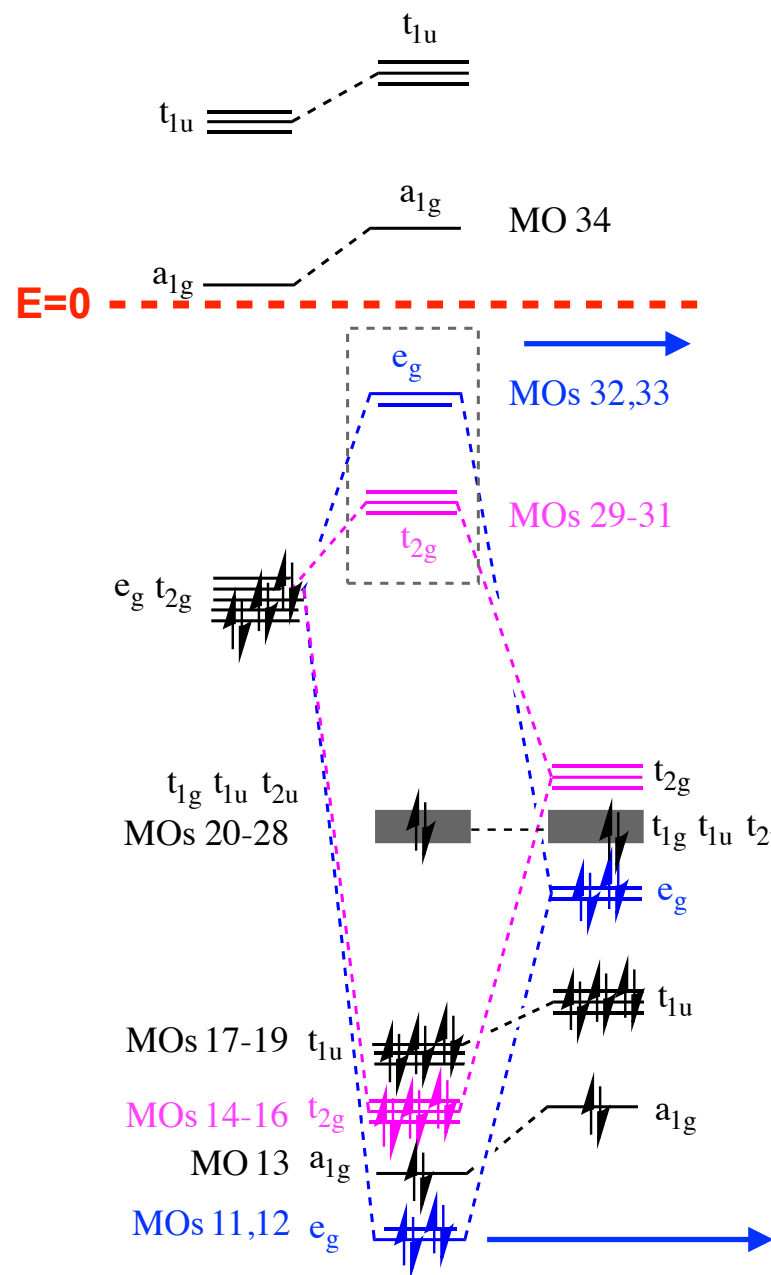 t1u
t1u
a1g
MO 34
a1g
E=0
eg
MOs 32,33
MOs 29-31
t2g
eg t2g
t2g
t1g t1u t2u
MOs 20-28
t1g t1u
eg
t1u
MOs 17-19 t1u
MOs 14-16 t2g
a1g
MO 13 a1g
MOs 11,12 eg